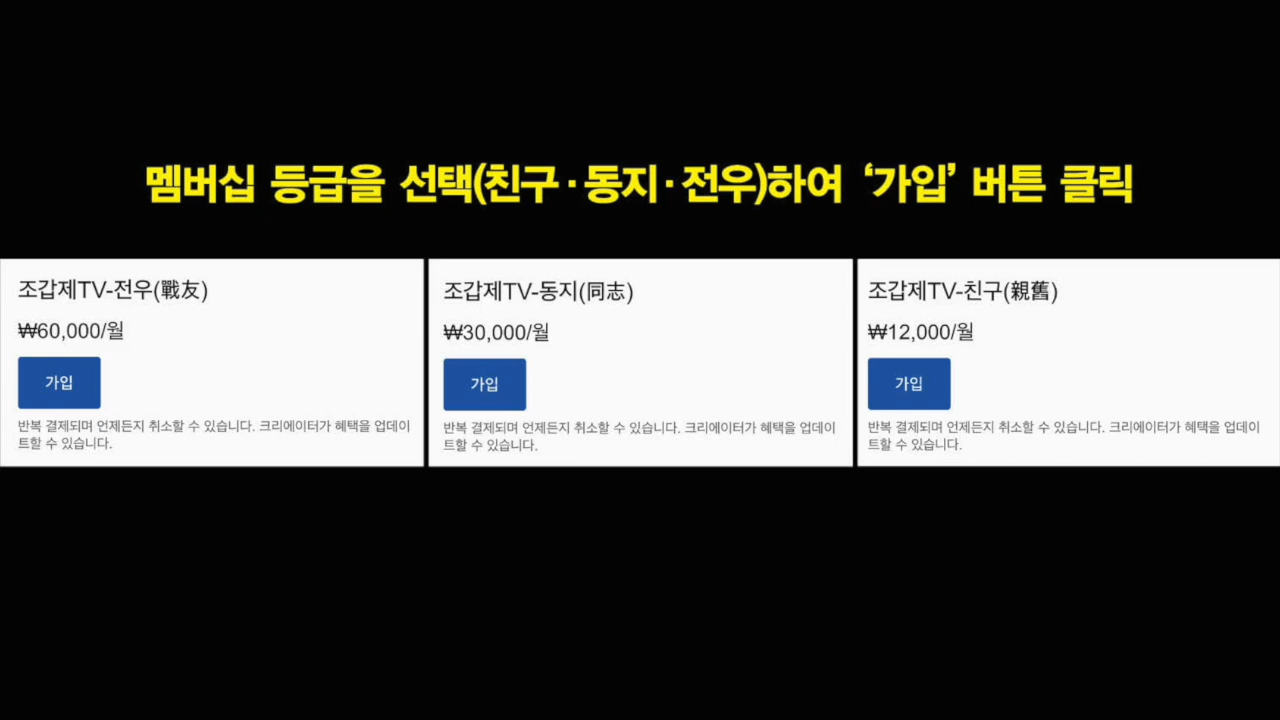 멤버십 등급을 선택(친구·동지·전우)하여 ‘가입’ 버튼 클릭
조갑제TV-전우(戰友)
₩60,000/월
가입
반복 결제되며 언제든지 취소할 수 있습니다. 크리에이터가 혜택을 업데이
트할 수 있습니다.
조갑제TV-동지(同志)
₩30,000/월
가입
반복 결제되며 언제든지 취소할 수 있습니다. 크리에이터가 혜택을 업데이
트할 수 있습니다.
조갑제TV-친구(親舊)
₩12,000/월
가입
반복 결제되며 언제든지 취소할 수 있습니다. 크리에이터가 혜택을 업데이
트할 수 있습니다.